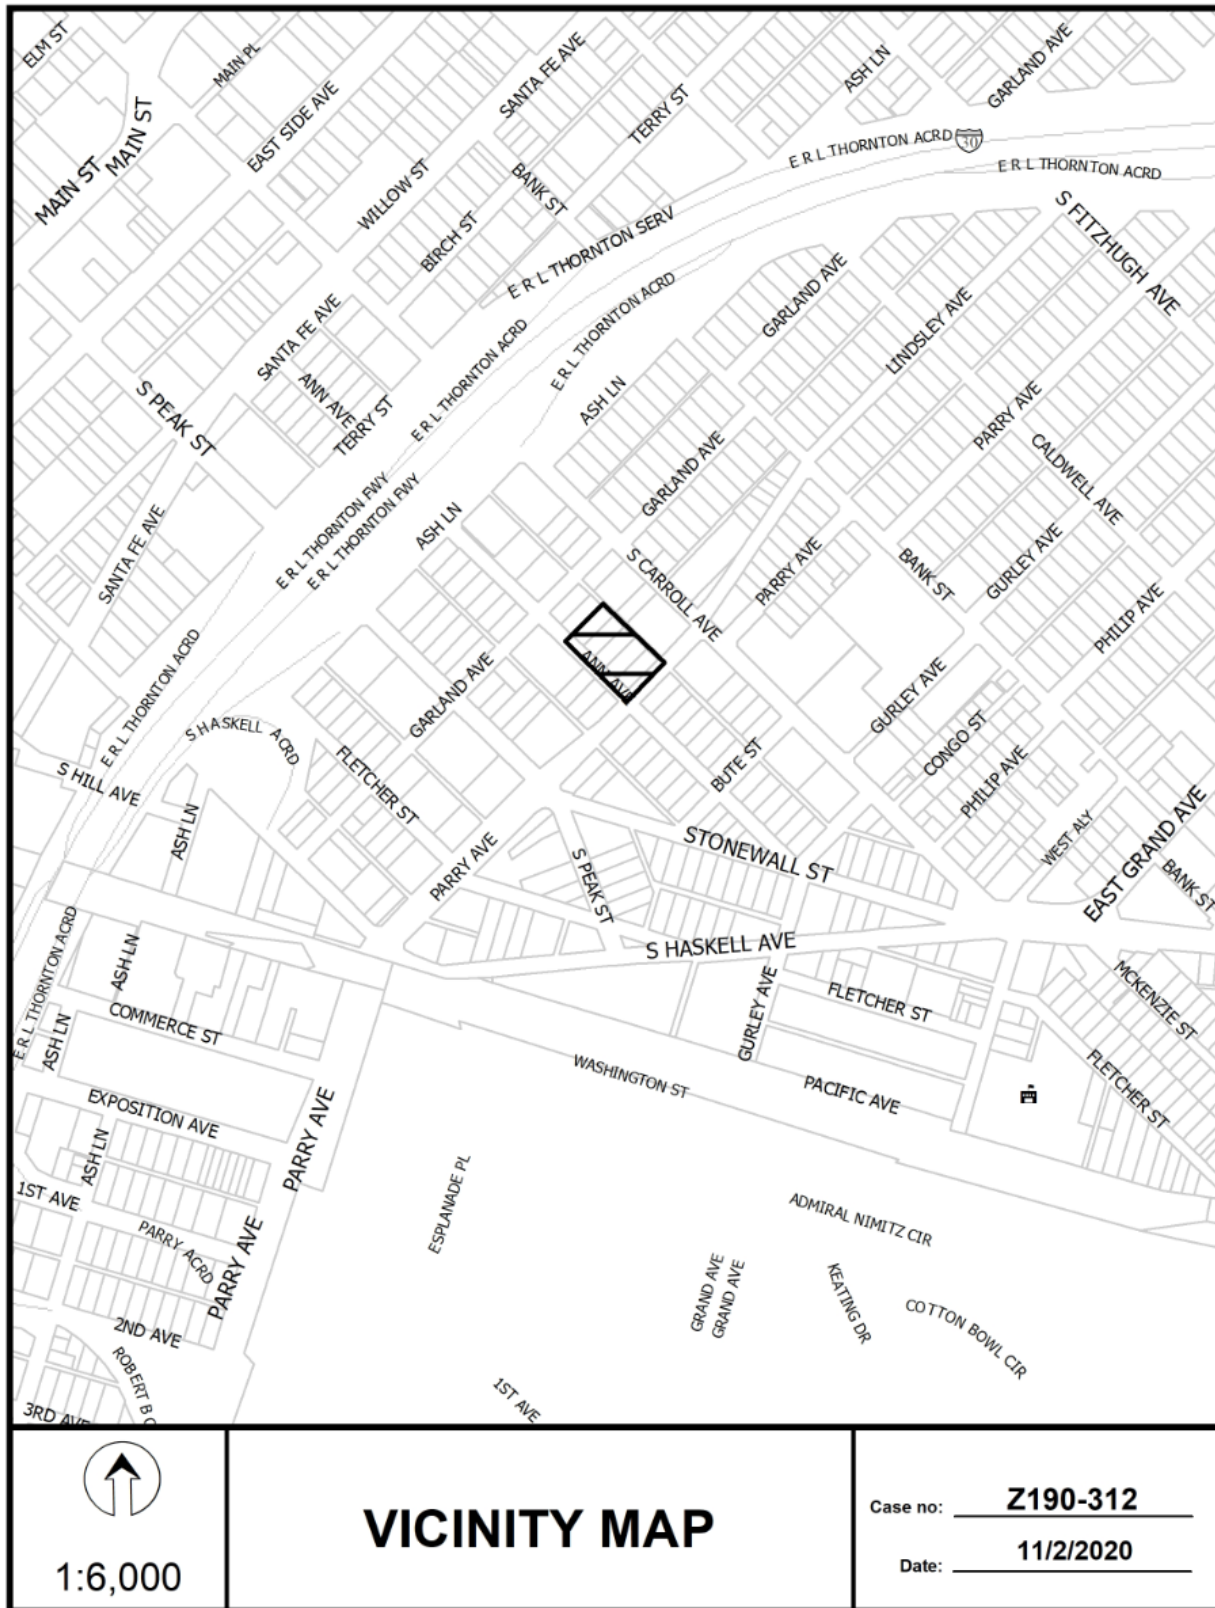 ELM ST
MAIN PL
MAIN ST
MAIN ST
EAST SIDE AVE
SANTA FE AVE
TERRY ST
ASH LN
GARLAND AVE
WILLOW ST
BANK ST
BIRCH ST
E R L THORNTON ACRD
30
E R L THORNTON ACRD
S FITZHUGH AVE
E R L THORNTON SERV
E R L THORNTON ACRD
E R L THORNTON ACRD
SANTA FE AVE
ANN AVE
TERRY ST
S PEAK ST
GARLAND AVE
LINDSLEY AVE
ASH LN
PARRY AVE
CALDWELL AVE
GARLAND AVE
SANTA FE AVE
E R L THORNTON FWY
E R L THORNTON FWY
ASH LN
S CARROLL AVE
PARRY AVE
BANK ST
GURLEY AVE
PHILIP AVE
E R L THORNTON ACRD
GARLAND AVE
ANN AVE
GURLEY AVE
S HASKELL ACRD
CONGO ST
S HILL AVE
FLETCHER ST
BUTE ST
PHILIP AVE
ASH LN
PARRY AVE
S PEAK ST
STONEWALL ST
WEST ALY
EAST GRAND AVE
BANK ST
E R L THORNTON ACRD
ASH LN
S HASKELL AVE
GURLEY AVE
FLETCHER ST
MCKENZIE ST
COMMERCE ST
ASH LN
WASHINGTON ST
PACIFIC AVE
FLETCHER ST
EXPOSITION AVE
ASH LN
PARRY AVE
1ST AVE
PARRY ACRD
PARRY AVE
ESPLANADE PL
ADMIRAL NIMITZ CIR
GRAND AVE
GRAND AVE
KEATING DR
COTTON BOWL CIR
2ND AVE
ROBERT B C
3RD AVE
1ST AVE
1:6,000
VICINITY MAP
Case no: Z190-312
Date: 11/2/2020